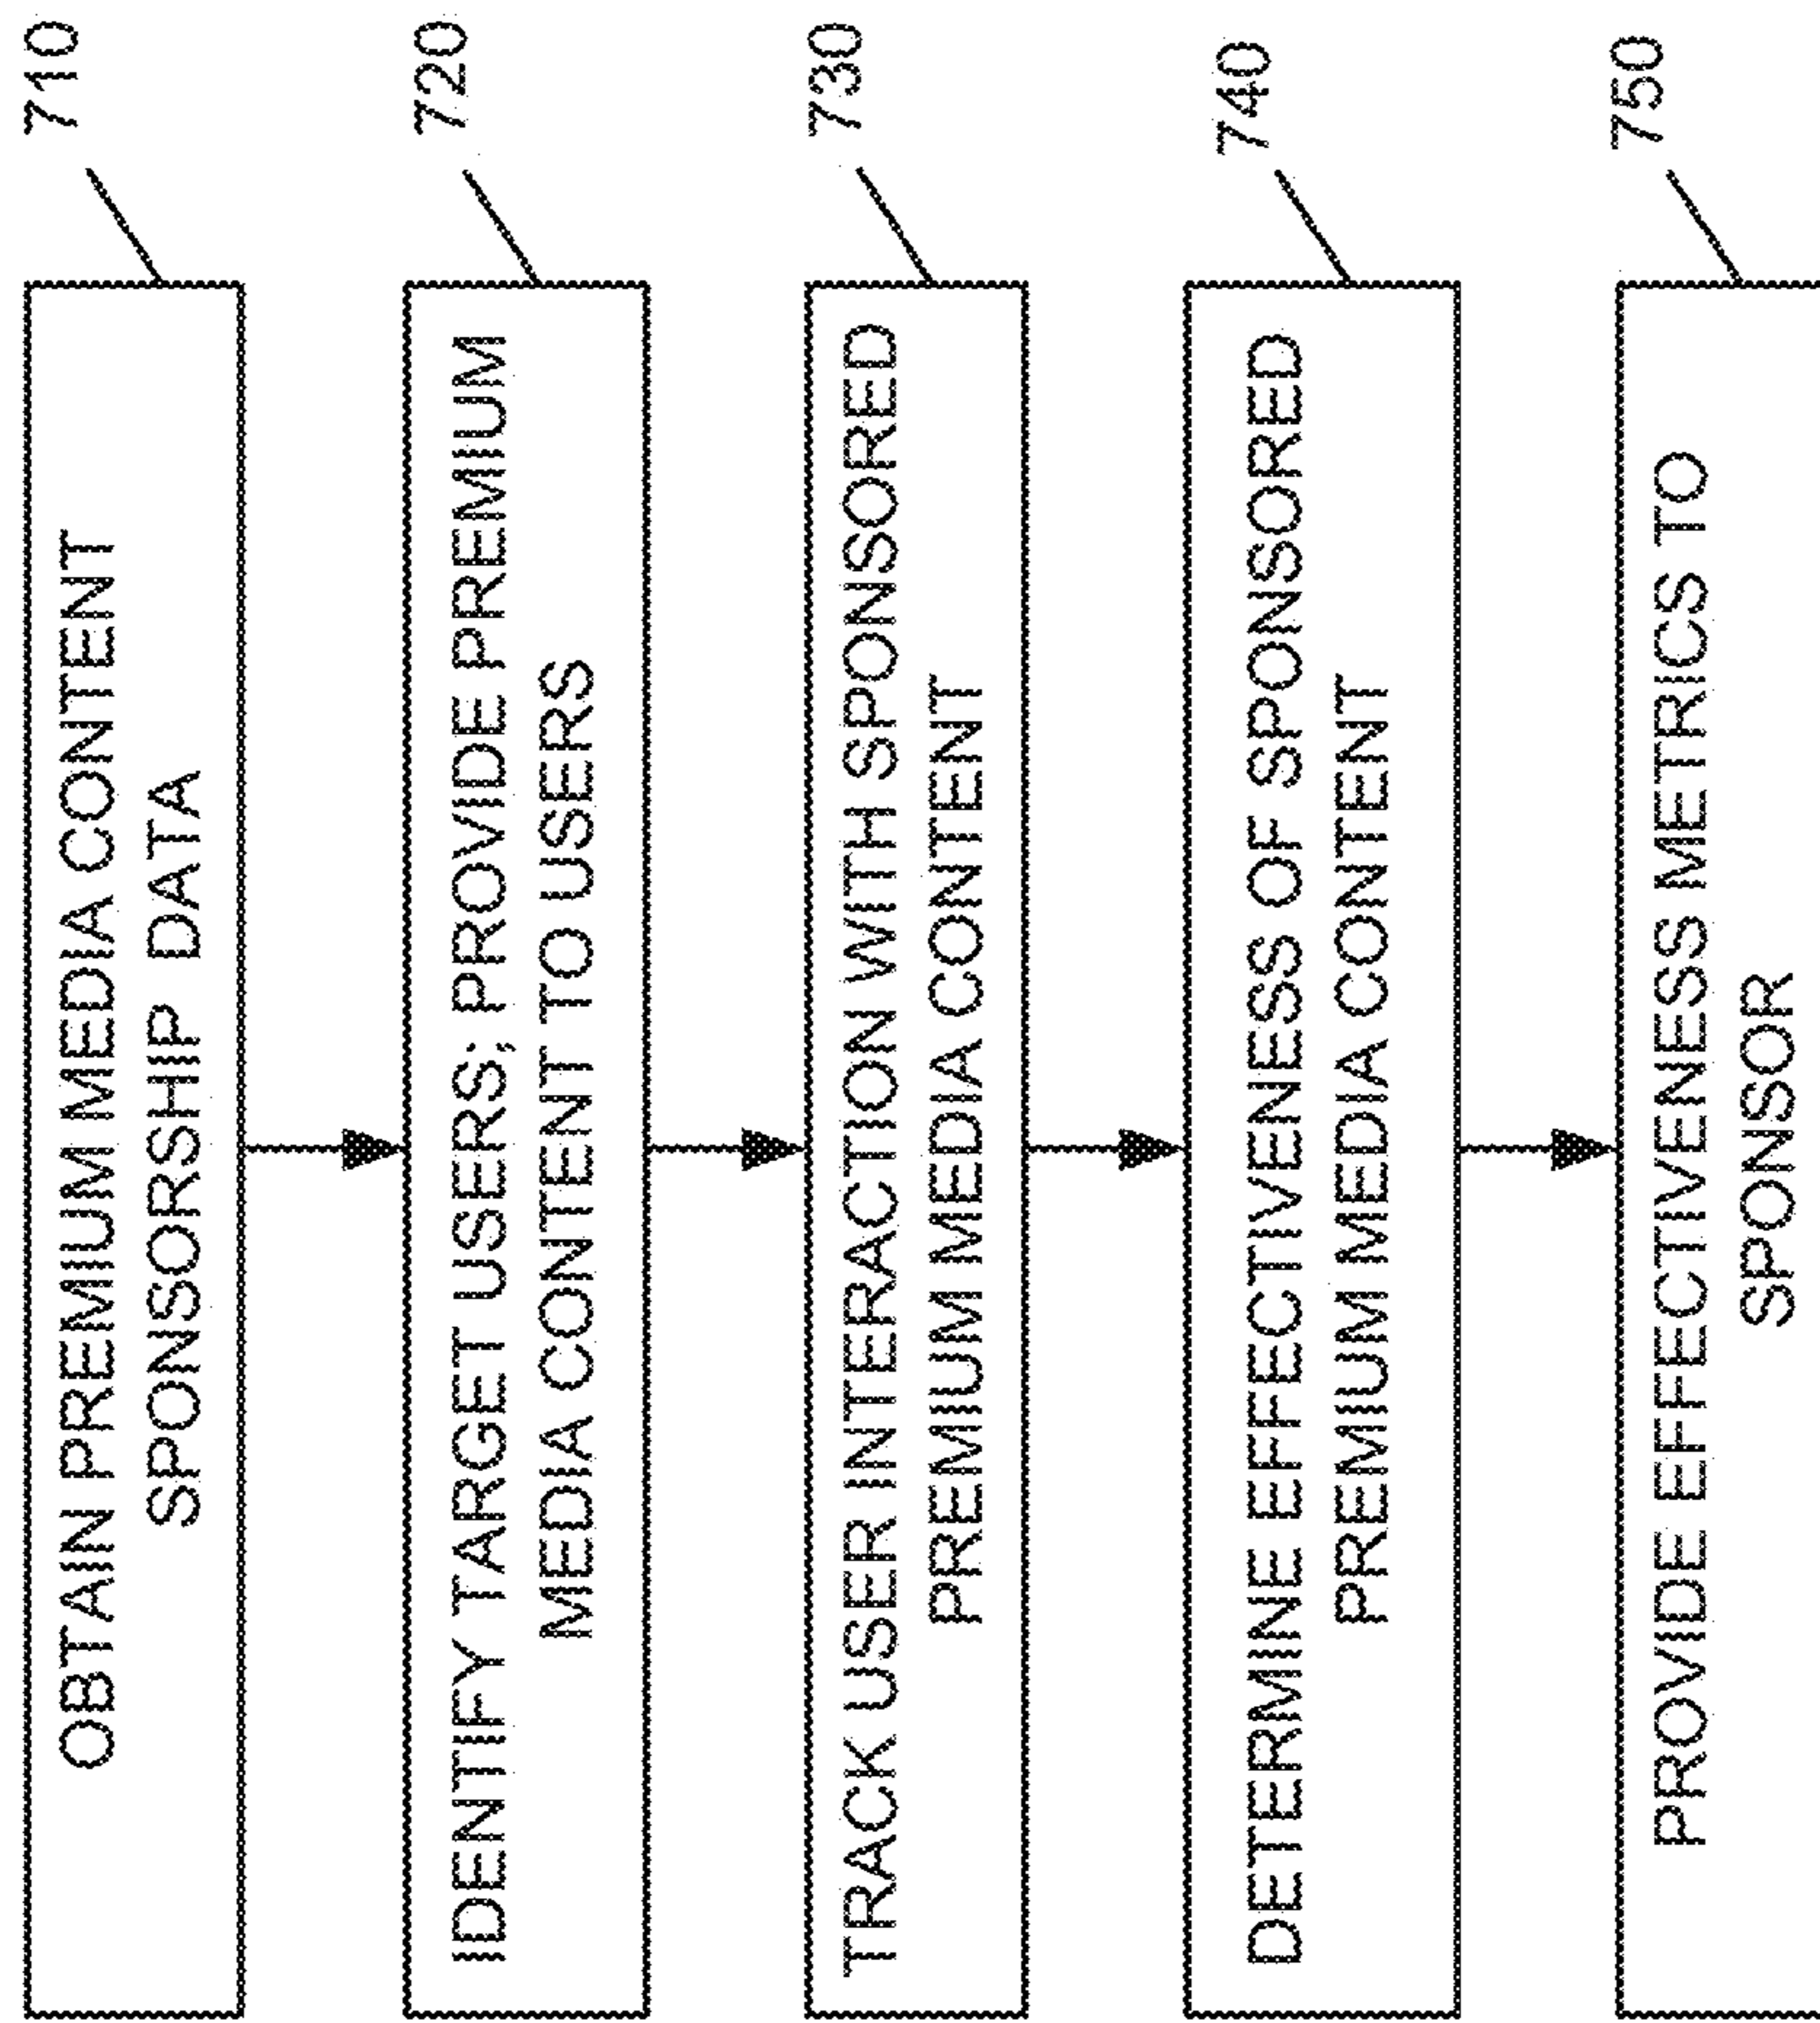 OBTAIN PREMIUM MEDIA CONTENT
SPONSORSHIP DATA
710
IDENTIFY TARGET USERS; PROVIDE PREMIUM
MEDIA CONTENT TO USERS
720
TRACK USER INTERACTION WITH SPONSORED
PREMIUM MEDIA CONTENT
730
DETERMINE EFFECTIVENESS OF SPONSORED
PREMIUM MEDIA CONTENT
740
PROVIDE EFFECTIVENESS METRICS TO
SPONSOR
750